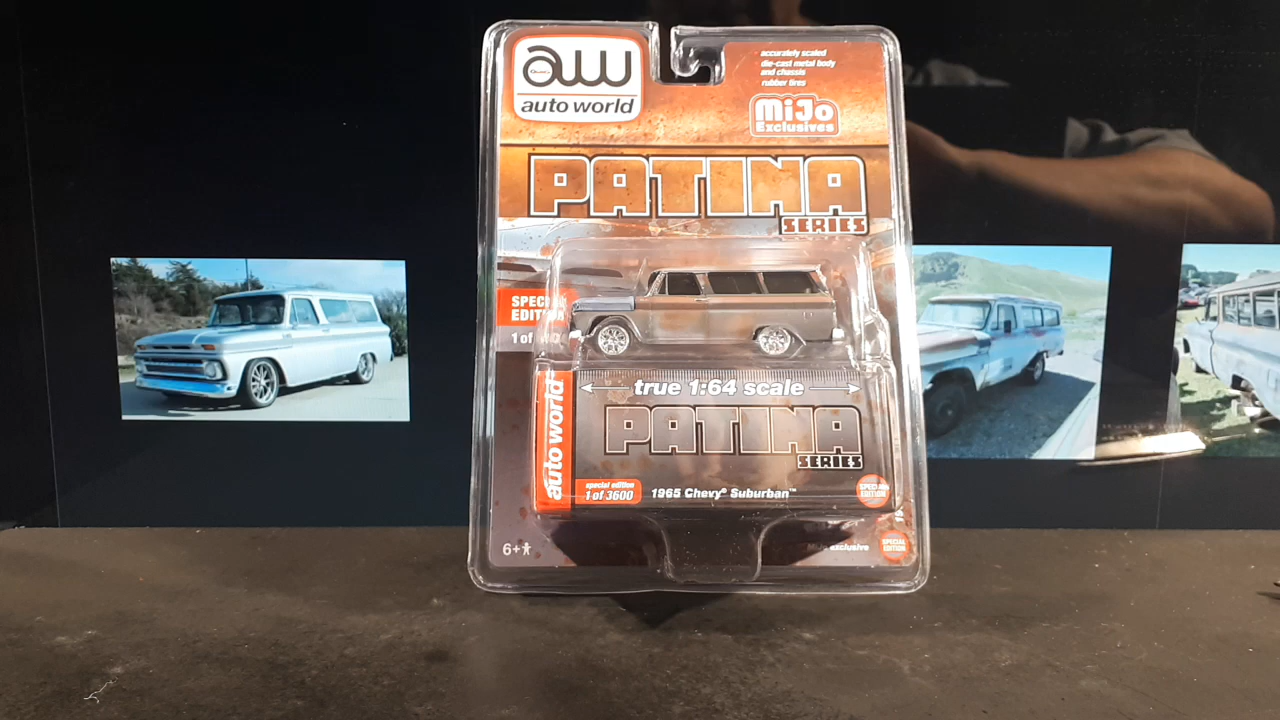 aw
auto world
accurately scaled
die-cast metal body
and chassis
rubber tires
MiJo
Exclusives
PATINA
SERIES
SPECIAL
EDITION
1 of
true 1:64 scale
auto world
PATINA
SERIES
special edition
1 of 3600
1965 Chevy® Suburban™
SPECIAL
EDITION
6+
exclusive
SPECIAL
EDITION